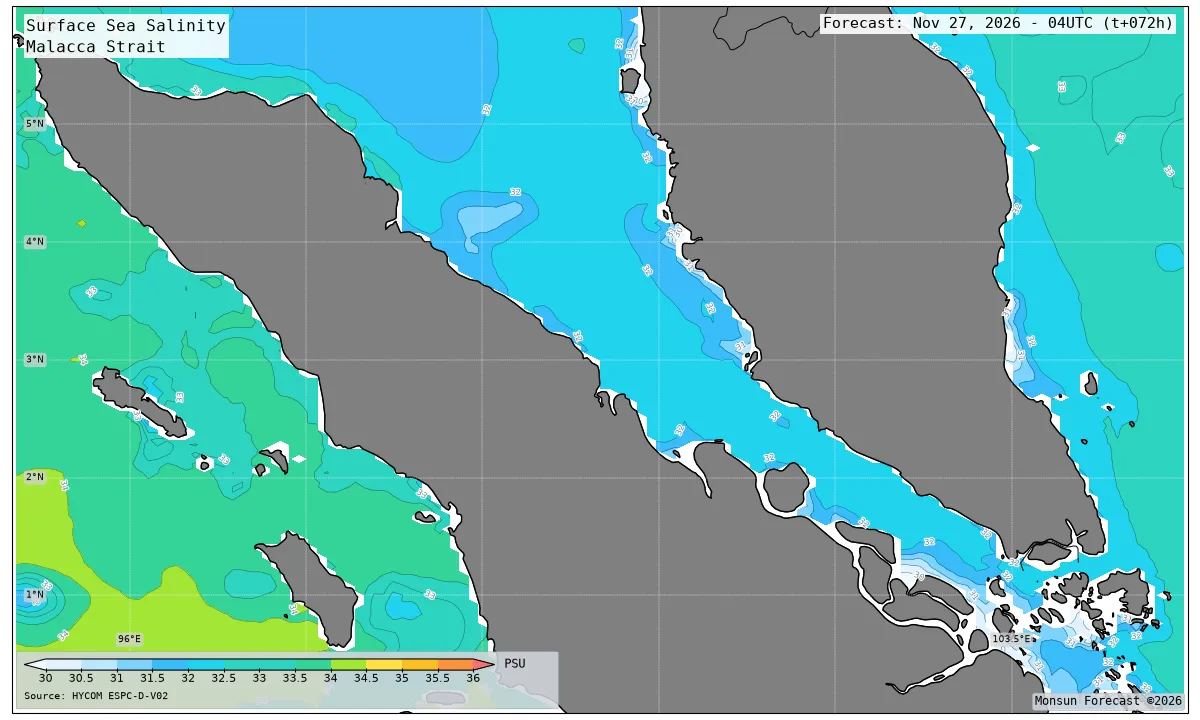 Surface Sea Salinity
Malacca Strait
Forecast: Nov 27, 2026 - 04UTC (t+072h)
5°N
4°N
3°N
2°N
1°N
96°E
103.5°E
30 30.5 31 31.5 32 32.5 33 33.5 34 34.5 35 35.5 36
PSU
Source: HYCOM ESPC-D-V02
Monsun Forecast ©2026